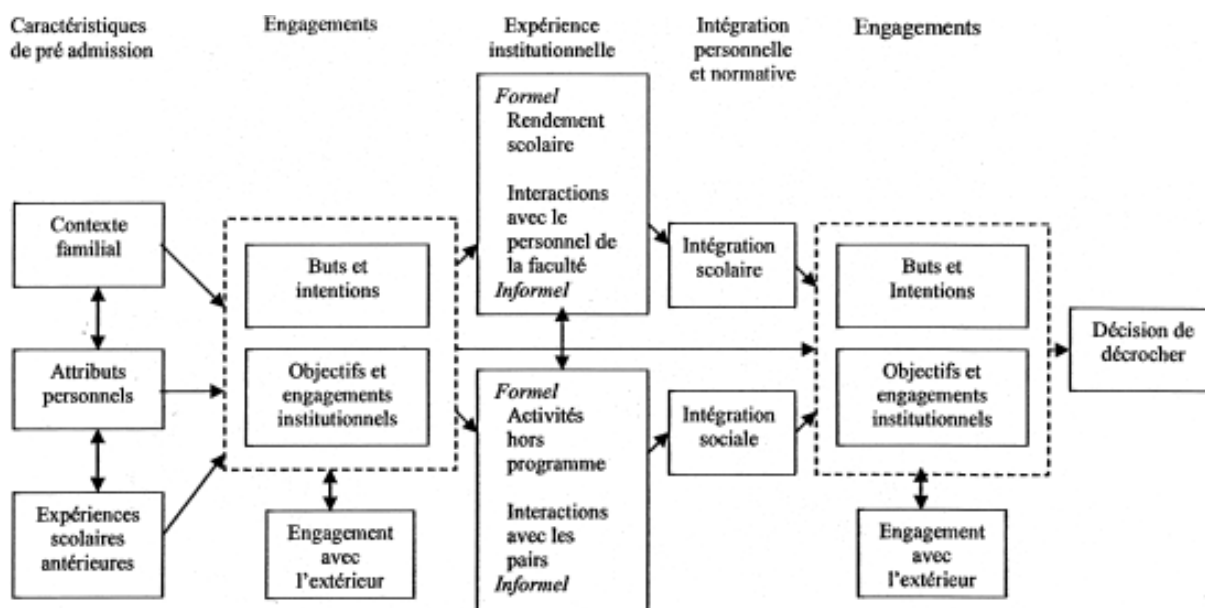 Caractéristiques
de pré admission
Engagements
Expérience
institutionnelle
Intégration
personnelle
et normative
Engagements
Contexte
familial
Attributs
personnels
Expériences
scolaires
antérieures
Buts et
intentions
Objectifs et
engagements
institutionnels
Engagement
avec
l'extérieur
Formel
Rendement
scolaire
Interactions
avec le
personnel de
la faculté
Informel
Formel
Activités
hors
programme
Interactions
avec les
pairs
Informel
Intégration
scolaire
Intégration
sociale
Buts et
Intentions
Objectifs et
engagements
institutionnels
Engagement
avec
l'extérieur
Décision de
décrocher